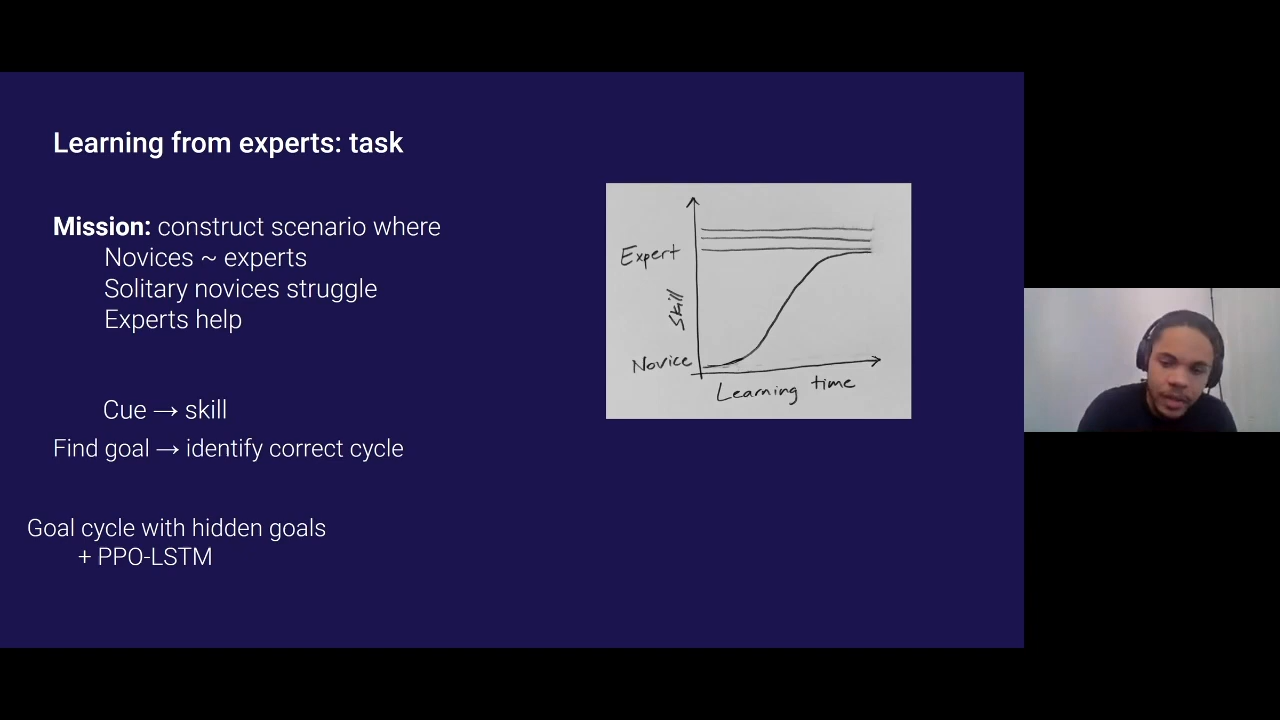 Learning from experts: task
Mission: construct scenario where
Novices ~ experts
Solitary novices struggle
Experts help
Cue → skill
Find goal → identify correct cycle
Goal cycle with hidden goals
+ PPO-LSTM
Expert
Skill
Novice
Learning time